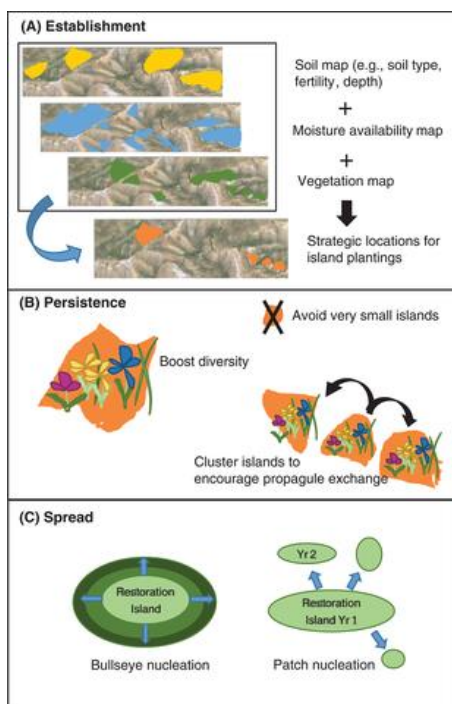 (A) Establishment
Soil map (e.g., soil type,
fertility, depth)
+
Moisture availability map
+
Vegetation map
Strategic locations for
island plantings
(B) Persistence
Avoid very small islands
Boost diversity
Cluster islands to
encourage propagule exchange
(C) Spread
Restoration
Island
Bullseye nucleation
Yr 2
Restoration
Island Yr 1
Patch nucleation